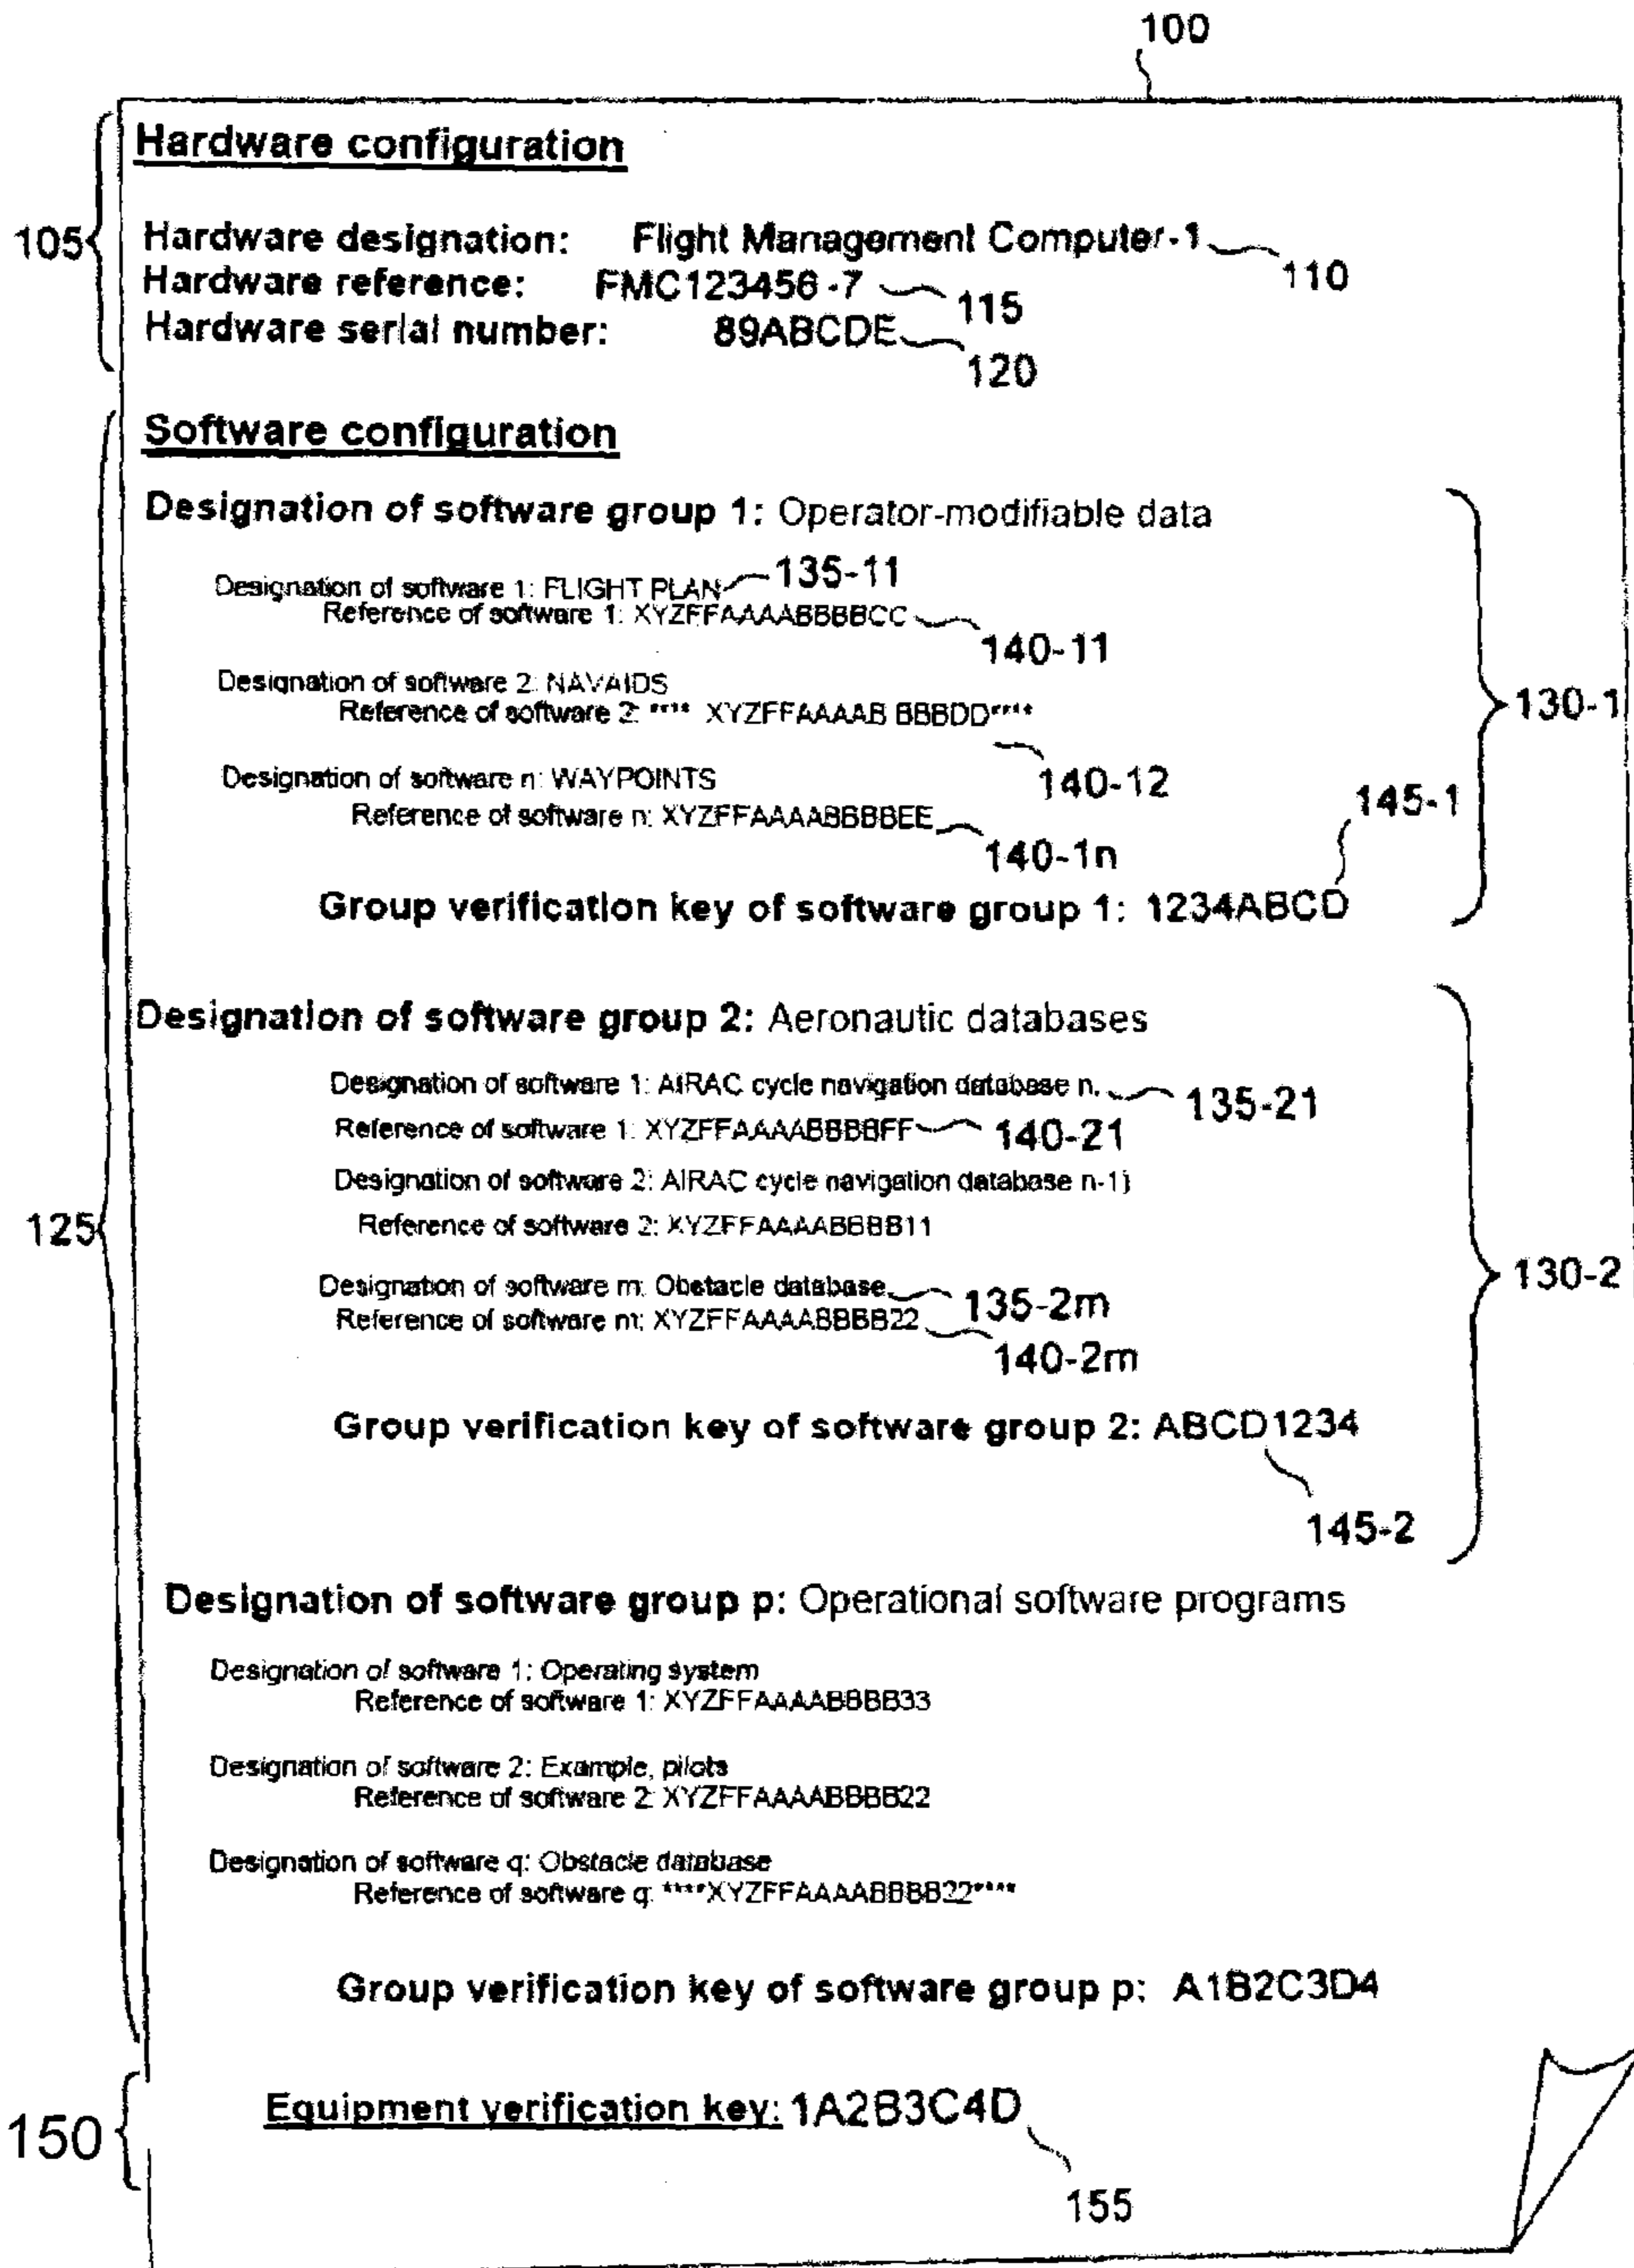 100
Hardware configuration
105
Hardware designation: Flight Management Computer-1
110
Hardware reference: FMC123456-7
115
Hardware serial number: 89ABCDE
120
Software configuration
Designation of software group 1: Operator-modifiable data
Designation of software 1: FLIGHT PLAN 135-11
Reference of software 1: XYZFFAAAABBBBCC
140-11
Designation of software 2: NAVAIDS
Reference of software 2: **** XYZFFAAAAB BBBDD****
130-1
140-12
Designation of software n: WAYPOINTS
145-1
Reference of software n: XYZFFAAAABBBBEE
140-1n
Group verification key of software group 1: 1234ABCD
Designation of software group 2: Aeronautic databases
Designation of software 1: AIRAC cycle navigation database n. 135-21
Reference of software 1: XYZFFAAAABBBBFF 140-21
Designation of software 2: AIRAC cycle navigation database n-1)
125
Reference of software 2: XYZFFAAAABBBB11
130-2
Designation of software m: Obstacle database 135-2m
Reference of software m: XYZFFAAAABBBB22
140-2m
Group verification key of software group 2: ABCD1234
145-2
Designation of software group p: Operational software programs
Designation of software 1: Operating system
Reference of software 1: XYZFFAAAABBBB33
Designation of software 2: Example, pilots
Reference of software 2: XYZFFAAAABBBB22
Designation of software q: Obstacle database
Reference of software q: ****XYZFFAAAABBBB22****
Group verification key of software group p: A1B2C3D4
150
Equipment verification key: 1A2B3C4D
155